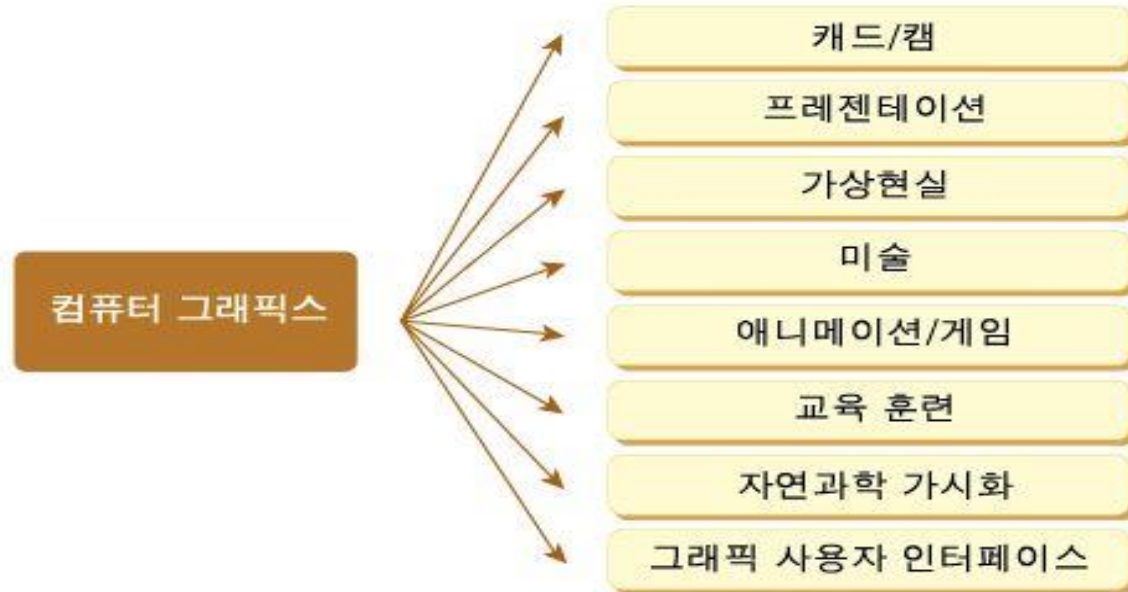 캐드/캠
프레젠테이션
가상현실
미술
컴퓨터 그래픽스
애니메이션/게임
교육 훈련
자연과학 가시화
그래픽 사용자 인터페이스